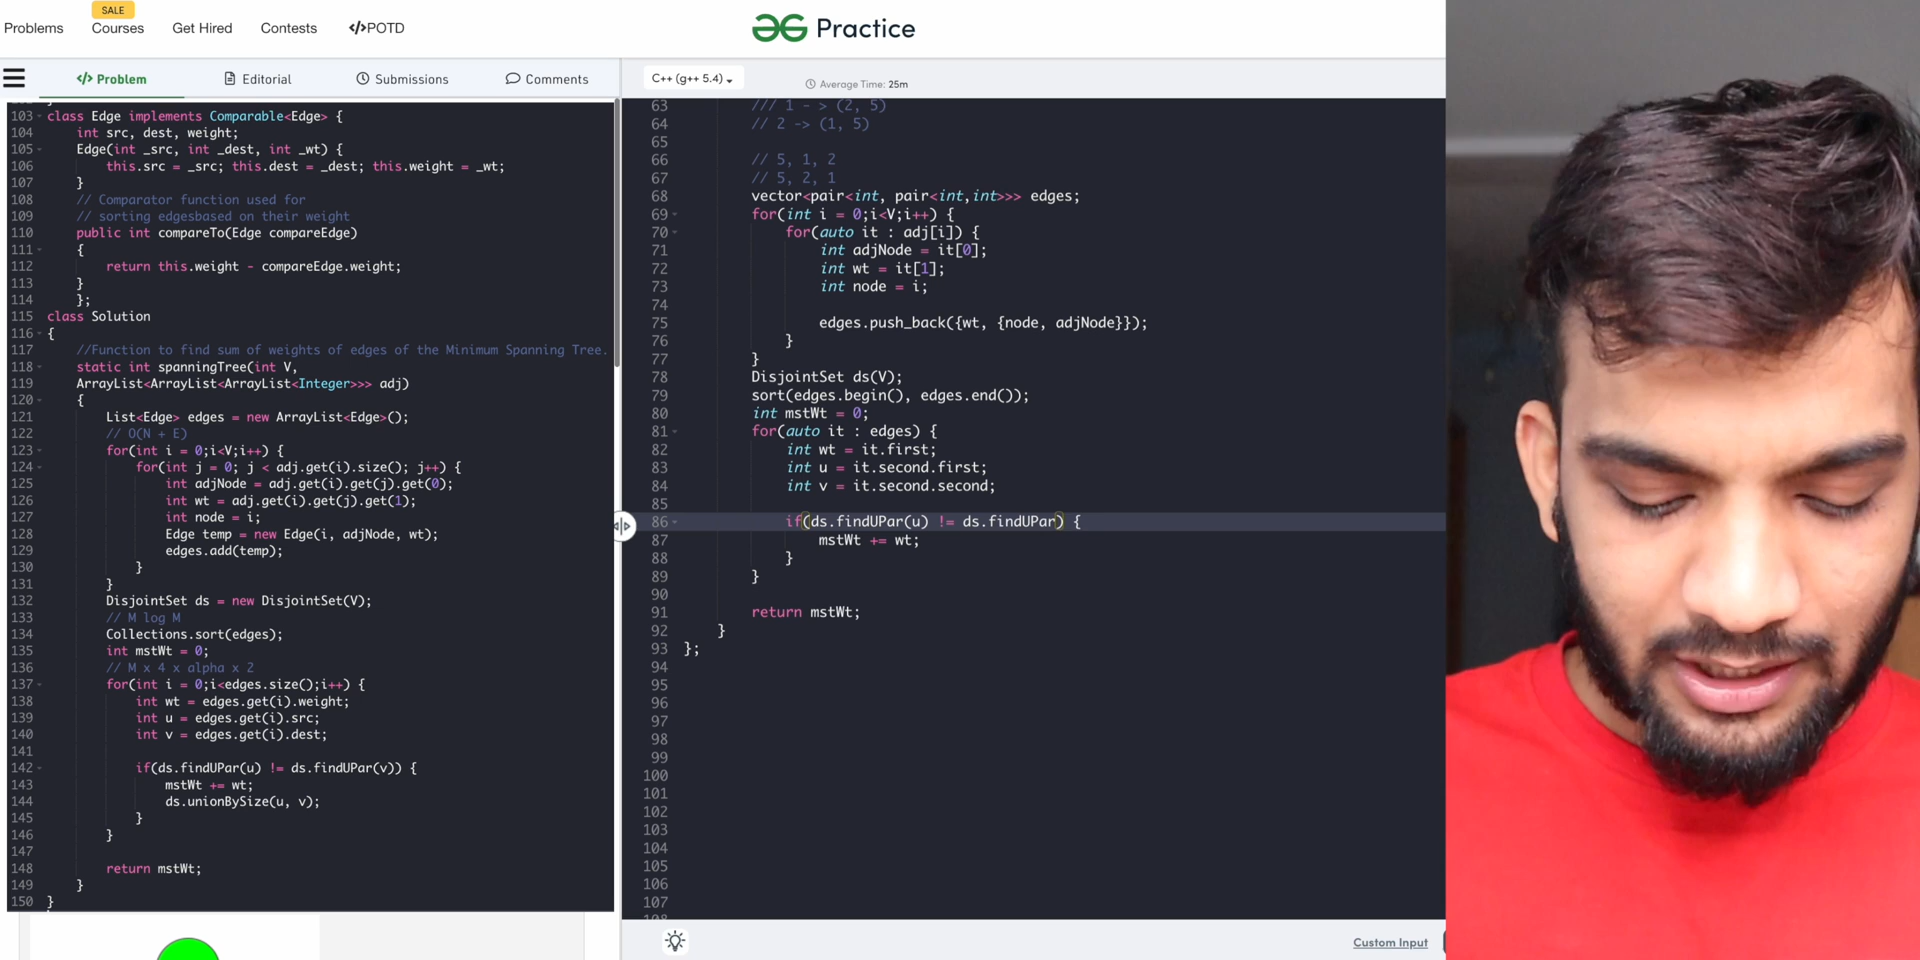 SALE
Problems Courses Get Hired Contests </>POTD
Practice
</> Problem Editorial Submissions Comments
103 class Edge implements Comparable<Edge> {
104 int src, dest, weight;
105 Edge(int _src, int _dest, int _wt) {
106 this.src = _src; this.dest = _dest; this.weight = _wt;
107 }
108 // Comparator function used for
109 // sorting edgesbased on their weight
110 public int compareTo(Edge compareEdge)
111 {
112 return this.weight - compareEdge.weight;
113 }
114 };
115 class Solution
116 {
117 //Function to find sum of weights of edges of the Minimum Spanning Tree.
118 static int spanningTree(int V,
119 ArrayList<ArrayList<ArrayList<Integer>>> adj)
120 {
121 List<Edge> edges = new ArrayList<Edge>();
122 // O(N + E)
123 for(int i = 0;i<V;i++) {
124 for(int j = 0; j < adj.get(i).size(); j++) {
125 int adjNode = adj.get(i).get(j).get(0);
126 int wt = adj.get(i).get(j).get(1);
127 int node = i;
128 Edge temp = new Edge(i, adjNode, wt);
129 edges.add(temp);
130 }
131 }
132 DisjointSet ds = new DisjointSet(V);
133 // M log M
134 Collections.sort(edges);
135 int mstWt = 0;
136 // M x 4 x alpha x 2
137 for(int i = 0;i<edges.size();i++) {
138 int wt = edges.get(i).weight;
139 int u = edges.get(i).src;
140 int v = edges.get(i).dest;
141
142 if(ds.findUPar(u) != ds.findUPar(v)) {
143 mstWt += wt;
144 ds.unionBySize(u, v);
145 }
146 }
147
148 return mstWt;
149 }
150 }
C++ (g++ 5.4)
Average Time: 25m
63 /// 1 - > (2, 5)
64 // 2 -> (1, 5)
65
66 // 5, 1, 2
67 // 5, 2, 1
68 vector<pair<int, pair<int,int>>> edges;
69 for(int i = 0;i<V;i++) {
70 for(auto it : adj[i]) {
71 int adjNode = it[0];
72 int wt = it[1];
73 int node = i;
74
75 edges.push_back({wt, {node, adjNode}});
76 }
77 }
78 DisjointSet ds(V);
79 sort(edges.begin(), edges.end());
80 int mstWt = 0;
81 for(auto it : edges) {
82 int wt = it.first;
83 int u = it.second.first;
84 int v = it.second.second;
85
86 if(ds.findUPar(u) != ds.findUPar) {
87 mstWt += wt;
88 }
89 }
90
91 return mstWt;
92 }
93 };
94
95
96
97
98
99
100
101
102
103
104
105
106
107
Custom Input